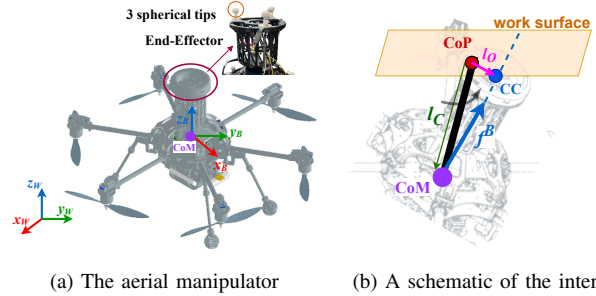 3 spherical tips
End-Effector
z_B
y_B
CoM
x_B
z_W
y_W
x_W
(a) The aerial manipulator
work surface
CoP
l_O
CC
l_C
f^B
CoM
(b) A schematic of the inter